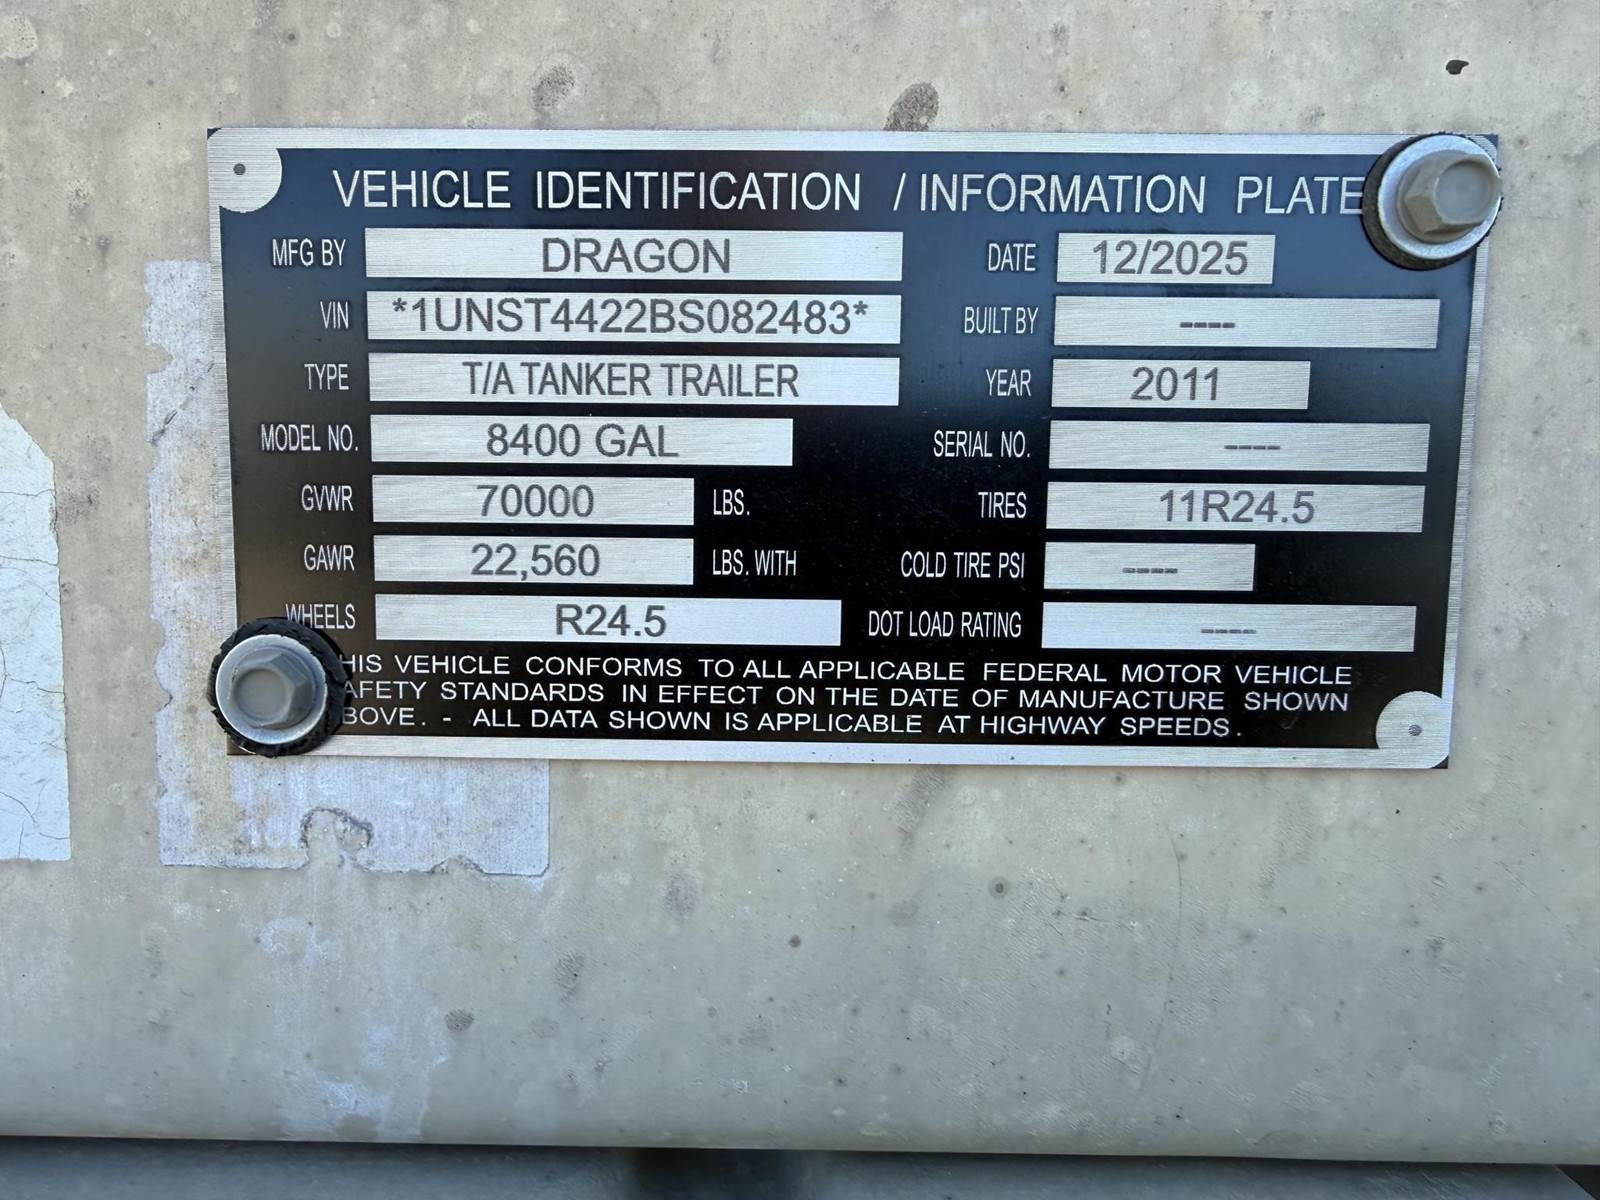 VEHICLE IDENTIFICATION / INFORMATION PLATE
MFG BY DRAGON DATE 12/2025
VIN *1UNST4422BS082483* BUILT BY ----
TYPE T/A TANKER TRAILER YEAR 2011
MODEL NO. 8400 GAL SERIAL NO. ----
GVWR 70000 LBS. TIRES 11R24.5
GAWR 22,560 LBS. WITH COLD TIRE PSI ----
WHEELS R24.5 DOT LOAD RATING ----
HIS VEHICLE CONFORMS TO ALL APPLICABLE FEDERAL MOTOR VEHICLE
AFETY STANDARDS IN EFFECT ON THE DATE OF MANUFACTURE SHOWN
BOVE. - ALL DATA SHOWN IS APPLICABLE AT HIGHWAY SPEEDS.